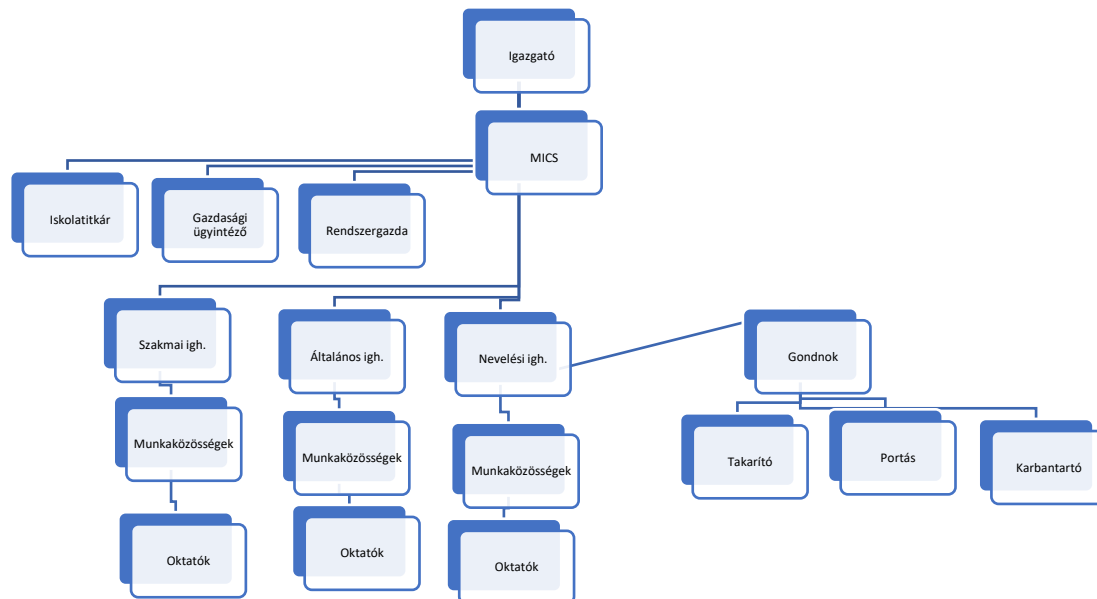 Igazgató
MICS
Iskolatitkár
Gazdasági
ügyintéző
Rendszergazda
Szakmai igh.
Általános igh.
Nevelési igh.
Gondnok
Munkaközösségek
Munkaközösségek
Munkaközösségek
Takarító
Portás
Karbantartó
Oktatók
Oktatók
Oktatók